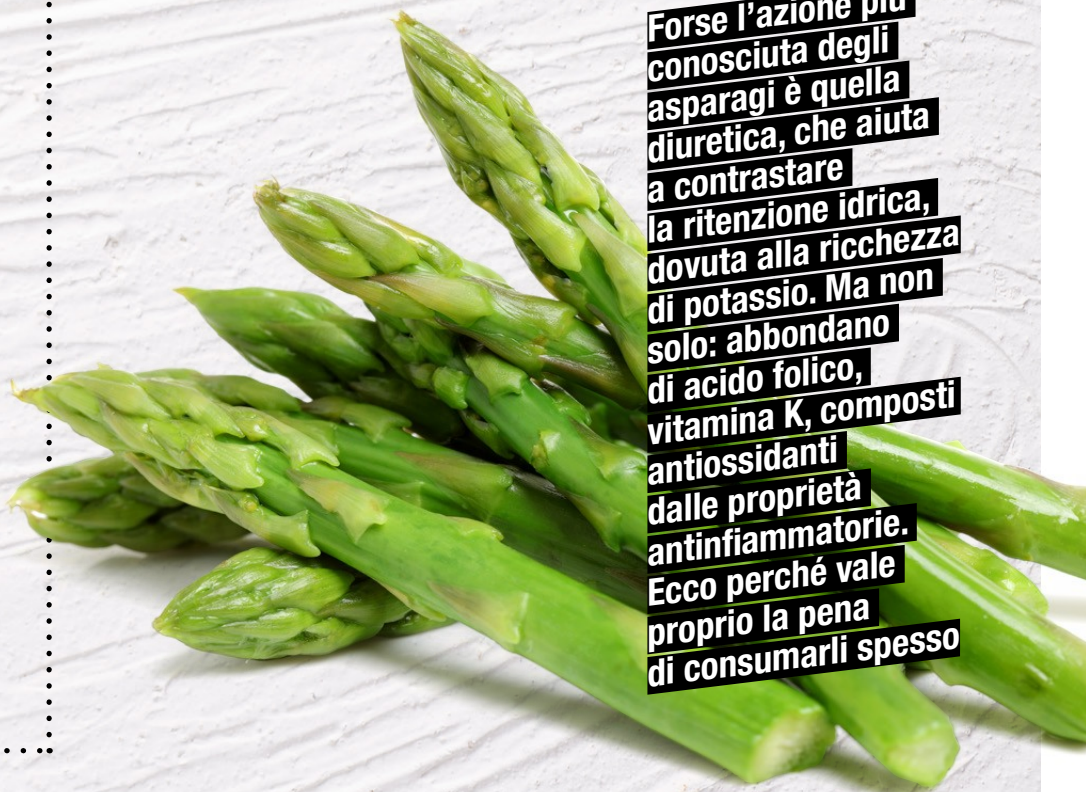 Forse l’azione più
conosciuta degli
asparagi è quella
diuretica, che aiuta
a contrastare
la ritenzione idrica,
dovuta alla ricchezza
di potassio. Ma non
solo: abbondano
di acido folico,
vitamina K, composti
antiossidanti
dalle proprietà
antinfiammatorie.
Ecco perché vale
proprio la pena
di consumarli spesso